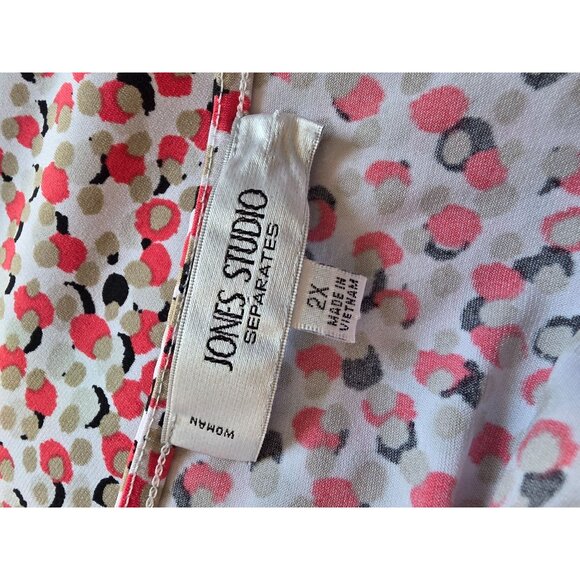 JONES STUDIO
SEPARATES
WOMAN
2X
MADE IN
VIETNAM